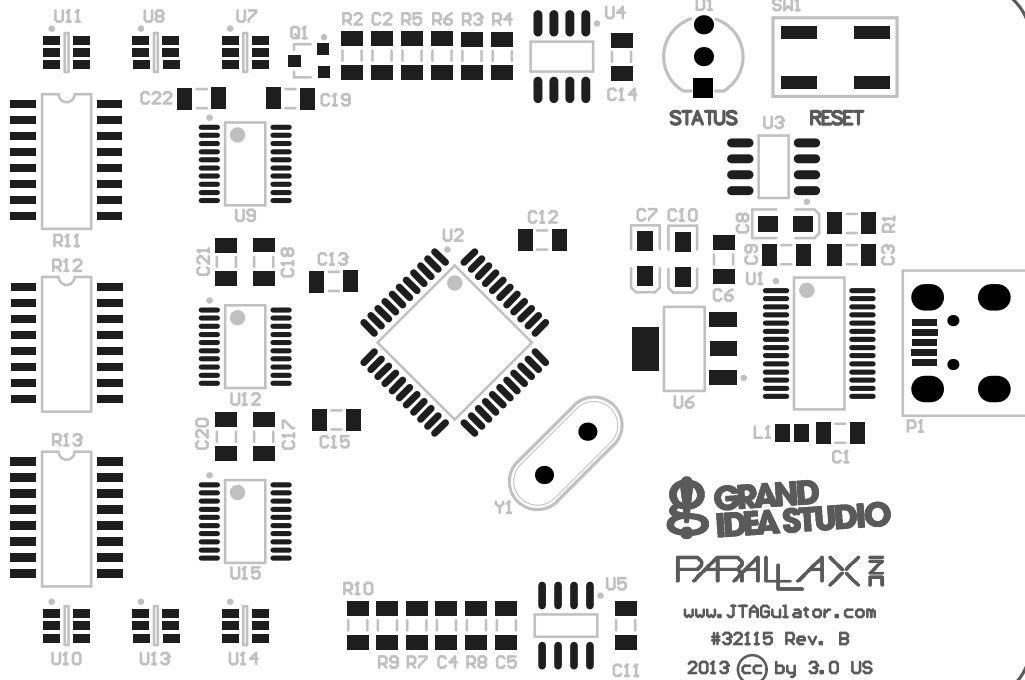 U11 U8 U7 Q1 R2 C2 R5 R6 R3 R4 U4 D1 SW1
C22 C19 C14
STATUS RESET
U3
U9
R11
C7 C10 C8 R1
C12
U2
R12
C21 C18 C13 C9 C3
C6 U1
U12
U6
R13
C20 C17 C15
L1 C1 P1
Y1
GRAND
IDEA STUDIO
U15
PARALLAX INC
R10 U5
www.JTAGulator.com
#32115 Rev. B
U10 U13 U14 R9 R7 C4 R8 C5 C11
2013 cc by 3.0 US